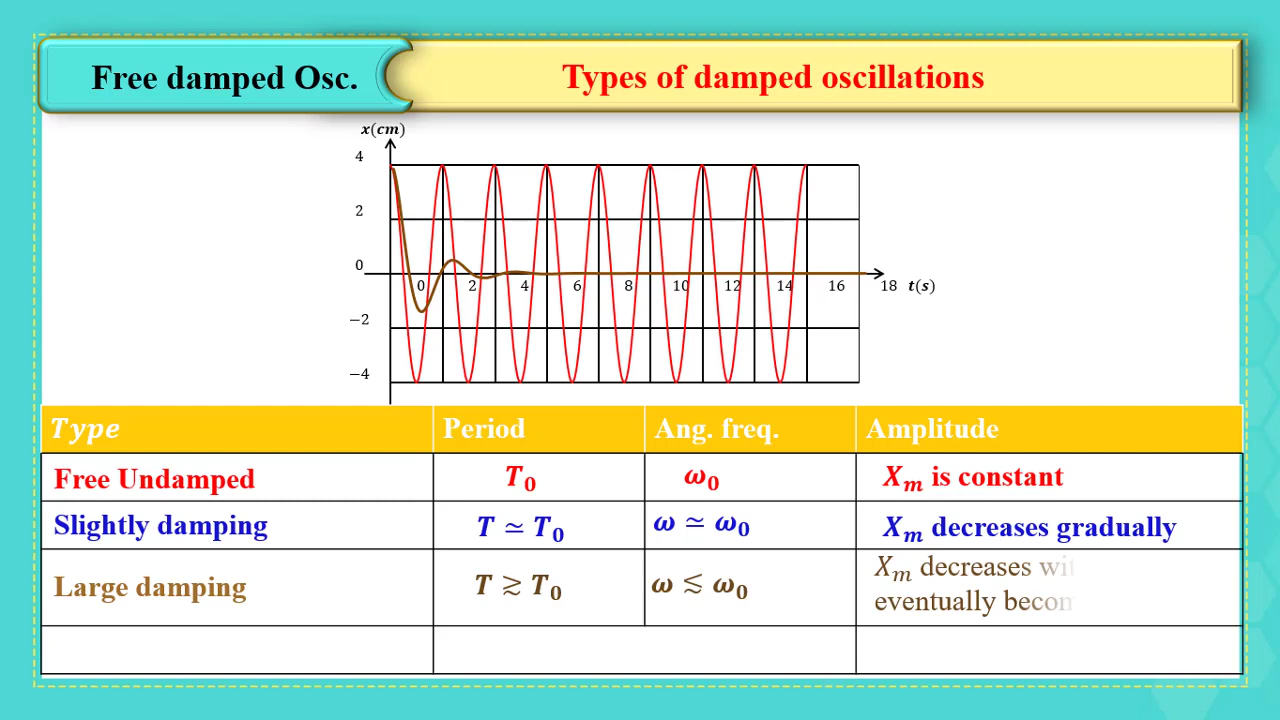 Free damped Osc.
Types of damped oscillations
x(cm)
4
2
0
−2
−4
0 2 4 6 8 10 12 14 16 18 t(s)
Type Period Ang. freq. Amplitude
Free Undamped T₀ ω₀ Xₘ is constant
Slightly damping T ≃ T₀ ω ≃ ω₀ Xₘ decreases gradually
Large damping T ≳ T₀ ω ≲ ω₀ Xₘ decreases
eventually